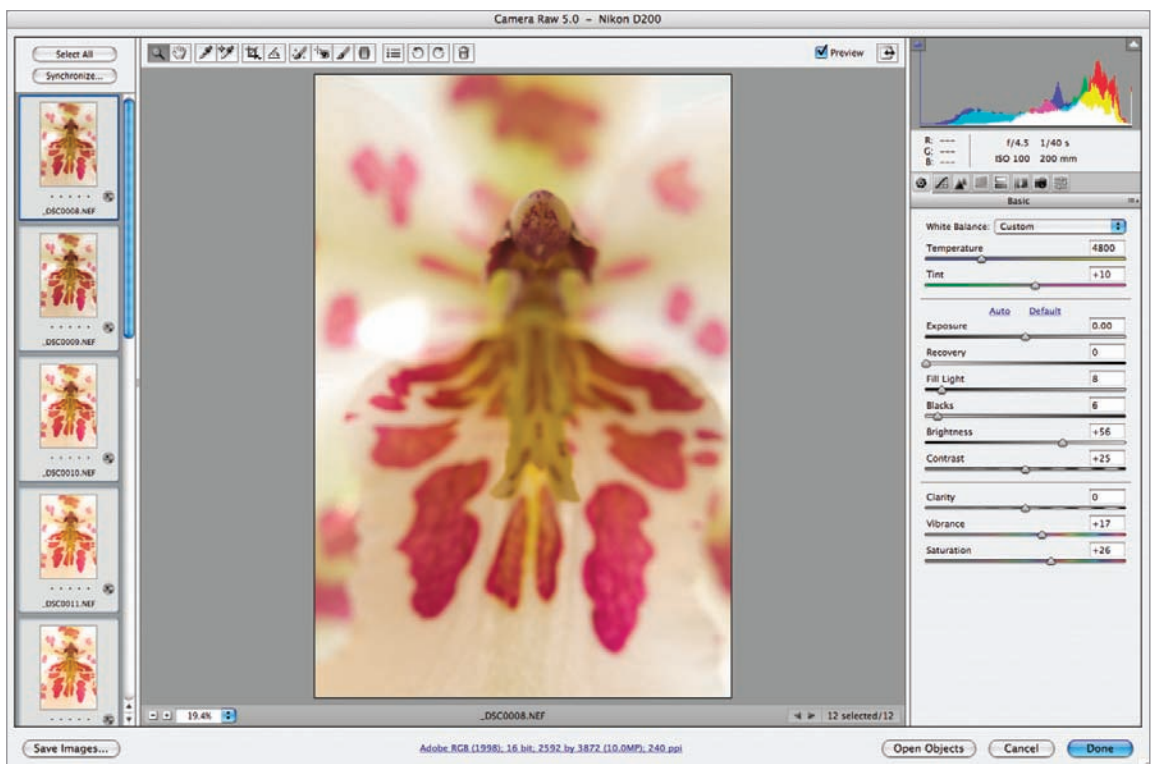 Camera Raw 5.0 – Nikon D200
Select All
Synchronize...
Preview
_DSC0008.NEF
_DSC0009.NEF
_DSC0010.NEF
_DSC0011.NEF
R: ---
G: ---
B: ---
f/4.5 1/40 s
ISO 100 200 mm
Basic
White Balance: Custom
Temperature 4800
Tint +10
Auto Default
Exposure 0.00
Recovery 0
Fill Light 8
Blacks 6
Brightness +56
Contrast +25
Clarity 0
Vibrance +17
Saturation +26
19.4%
_DSC0008.NEF
12 selected/12
Save Images...
Adobe RGB (1998); 16 bit; 2592 by 3872 (10.0MP); 240 ppi
Open Objects
Cancel
Done